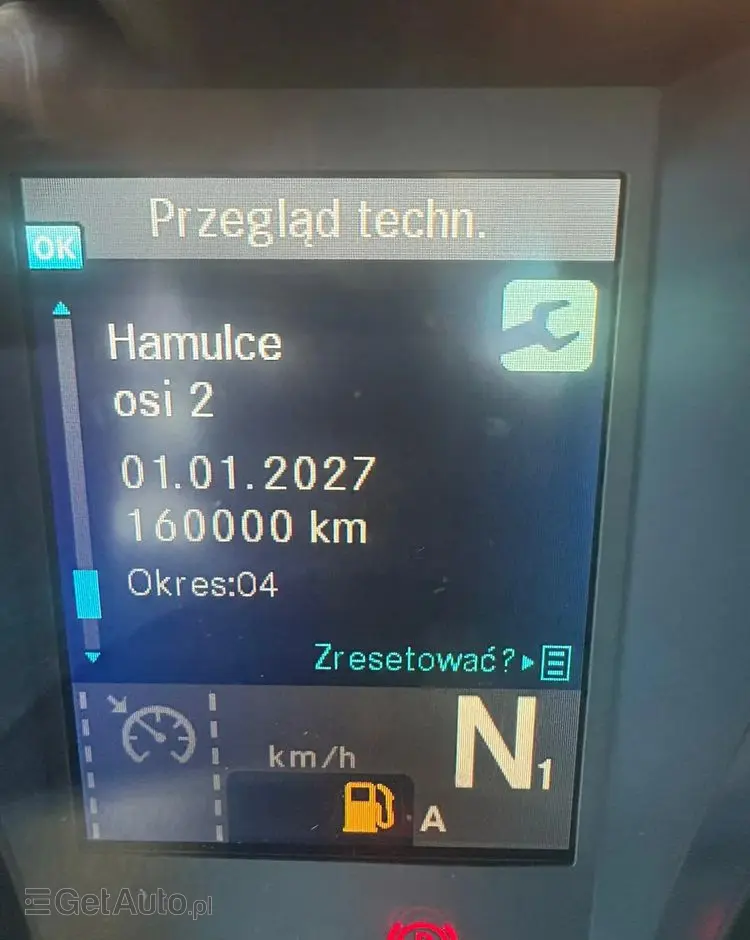 Przegląd techn.
OK
Hamulce
osi 2
01.01.2027
160000 km
Okres:04
Zresetować?
km/h
N1
A
GetAuto.pl